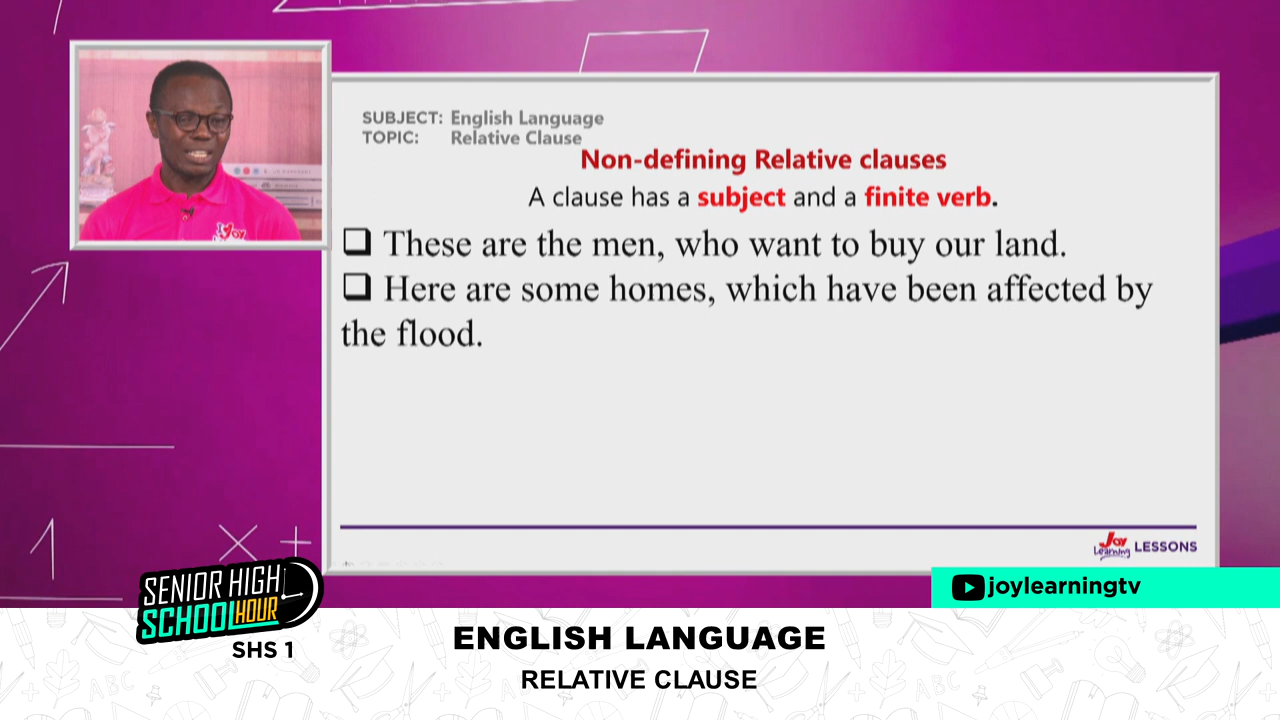 SUBJECT: English Language
TOPIC: Relative Clause
Non-defining Relative clauses
A clause has a subject and a finite verb.
❑ These are the men, who want to buy our land.
❑ Here are some homes, which have been affected by
the flood.
Joy
Learning
LESSONS
joylearningtv
SENIOR HIGH
SCHOOL HOUR
SHS 1
ENGLISH LANGUAGE
RELATIVE CLAUSE